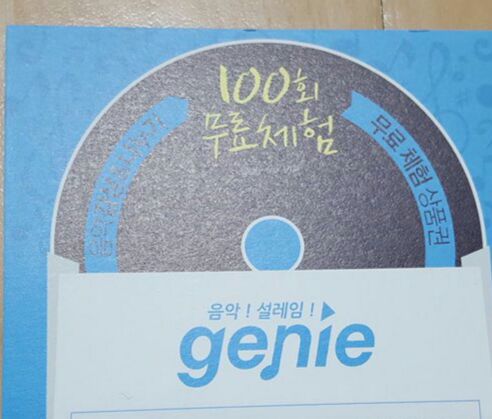 100회
무료체험
무료 체험 상품권
음악 ! 설레임 !
genie